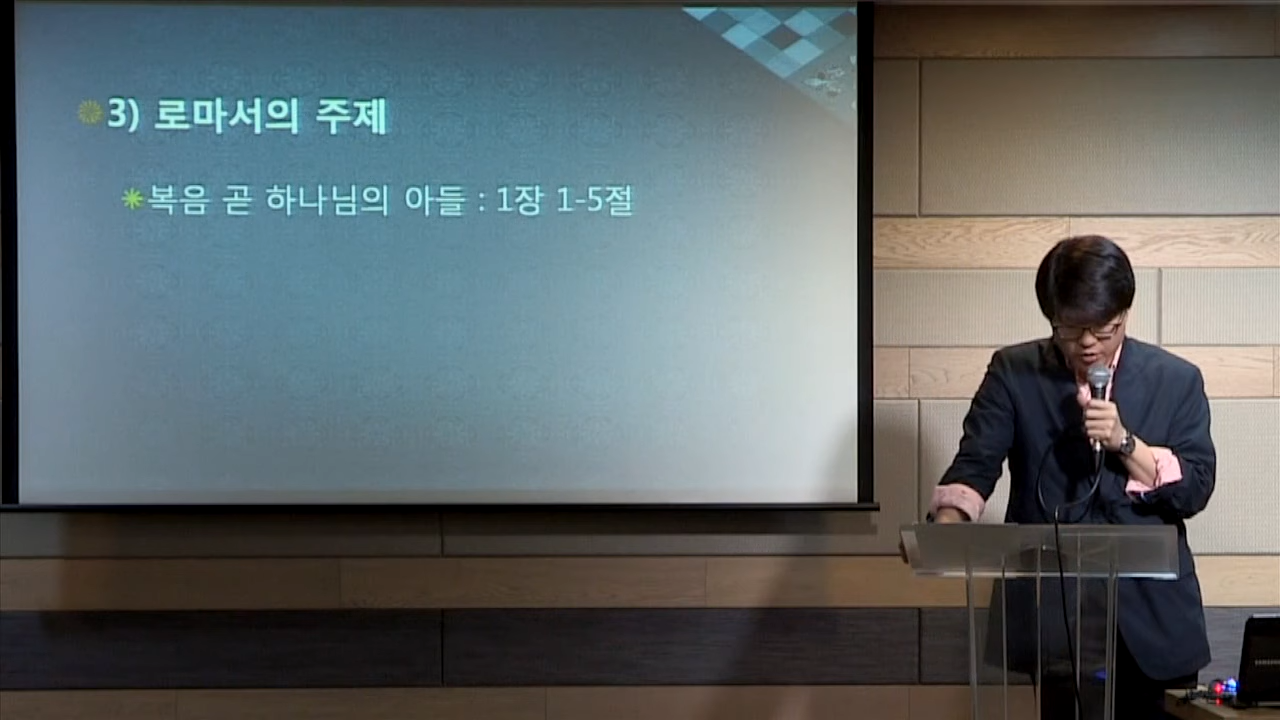 3) 로마서의 주제
복음 곧 하나님의 아들 : 1장 1-5절